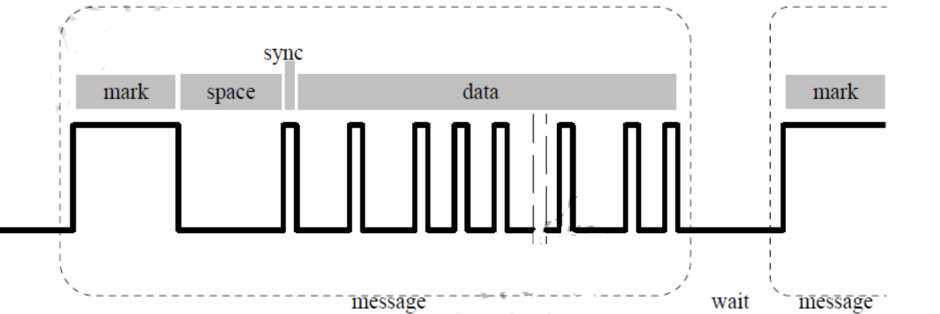 sync
mark space data mark
message wait message